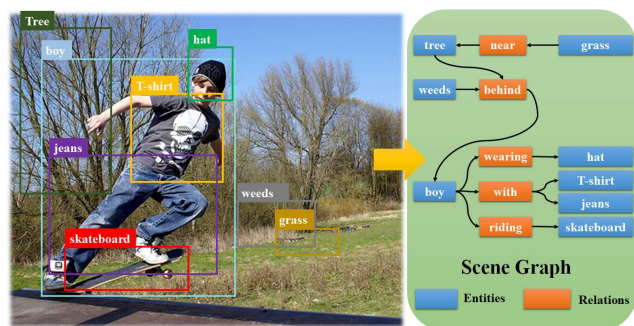 Tree
boy
hat
T-shirt
jeans
weeds
grass
skateboard
tree near grass
weeds behind
wearing hat
boy with T-shirt
jeans
riding skateboard
Scene Graph
Entities Relations